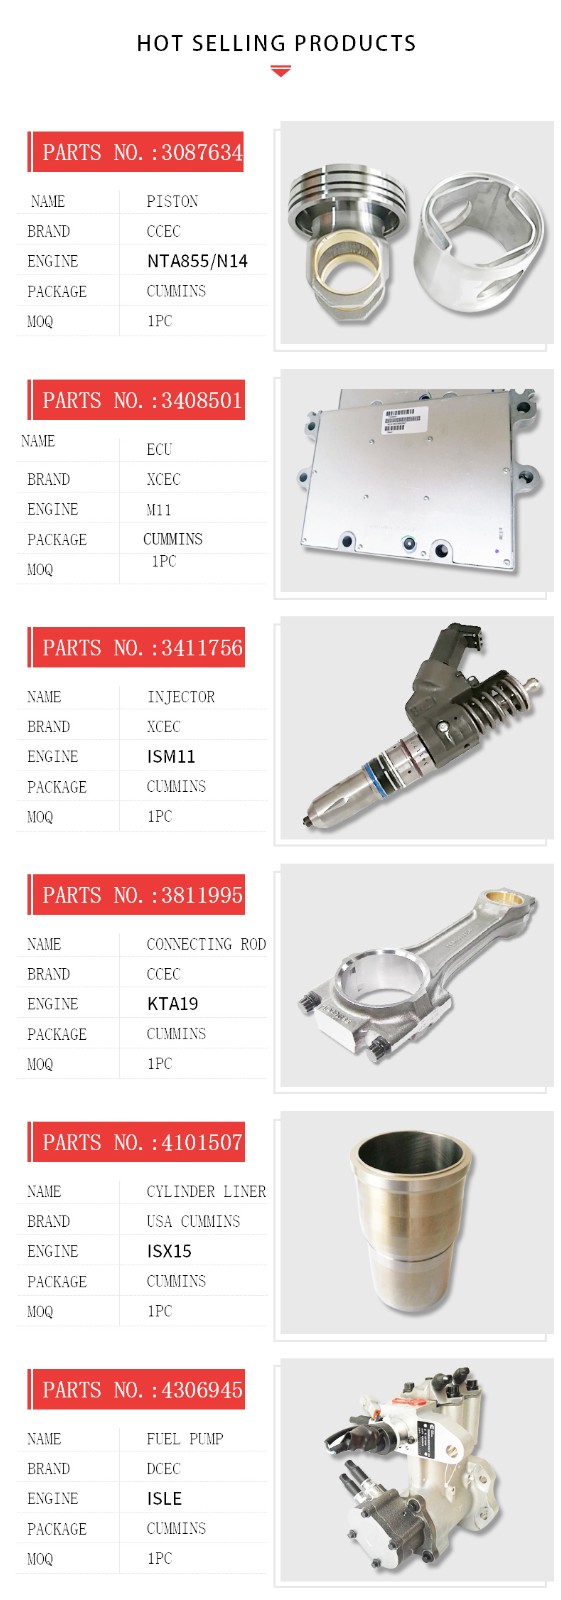 HOT SELLING PRODUCTS
PARTS NO.:3087634
NAME PISTON
BRAND CCEC
ENGINE NTA855/N14
PACKAGE CUMMINS
MOQ 1PC
PARTS NO.:3408501
NAME ECU
BRAND XCEC
ENGINE M11
PACKAGE CUMMINS
MOQ 1PC
PARTS NO.:3411756
NAME INJECTOR
BRAND XCEC
ENGINE ISM11
PACKAGE CUMMINS
MOQ 1PC
PARTS NO.:3811995
NAME CONNECTING ROD
BRAND CCEC
ENGINE KTA19
PACKAGE CUMMINS
MOQ 1PC
PARTS NO.:4101507
NAME CYLINDER LINER
BRAND USA CUMMINS
ENGINE ISX15
PACKAGE CUMMINS
MOQ 1PC
PARTS NO.:4306945
NAME FUEL PUMP
BRAND DCEC
ENGINE ISLE
PACKAGE CUMMINS
MOQ 1PC